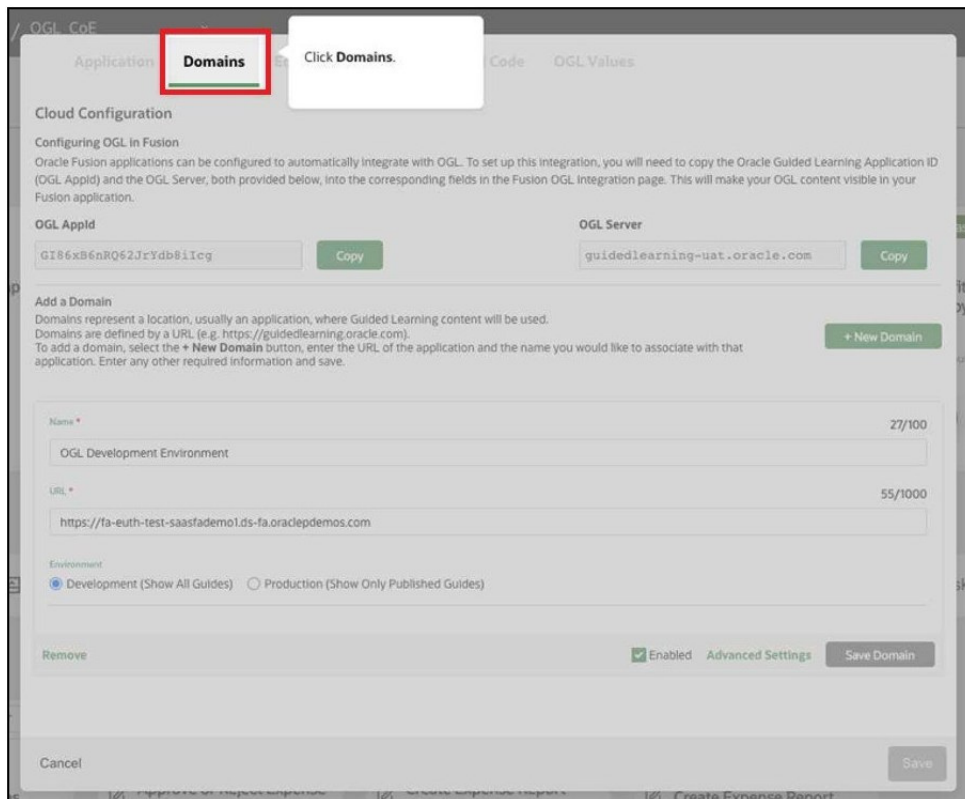 / OGL CoE
Application Domains Click Domains. Code OGL Values
Cloud Configuration
Configuring OGL in Fusion
Oracle Fusion applications can be configured to automatically integrate with OGL. To set up this integration, you will need to copy the Oracle Guided Learning Application ID
(OGL AppId) and the OGL Server, both provided below, into the corresponding fields in the Fusion OGL Integration page. This will make your OGL content visible in your
Fusion application.
OGL AppId OGL Server
GI86xB6nRQ62JrYdb8iIcg Copy guidedlearning-uat.oracle.com Copy
Add a Domain
Domains represent a location, usually an application, where Guided Learning content will be used.
Domains are defined by a URL (e.g. https://guidedlearning.oracle.com).
+ New Domain
To add a domain, select the + New Domain button, enter the URL of the application and the name you would like to associate with that
application. Enter any other required information and save.
Name * 27/100
OGL Development Environment
URL * 55/1000
https://fa-euth-test-saasfademo1.ds-fa.oraclepdemos.com
Environment
Development (Show All Guides) Production (Show Only Published Guides)
Remove Enabled Advanced Settings Save Domain
Cancel Save
Approve or Reject Expense Create Expense Report Create Expense Report